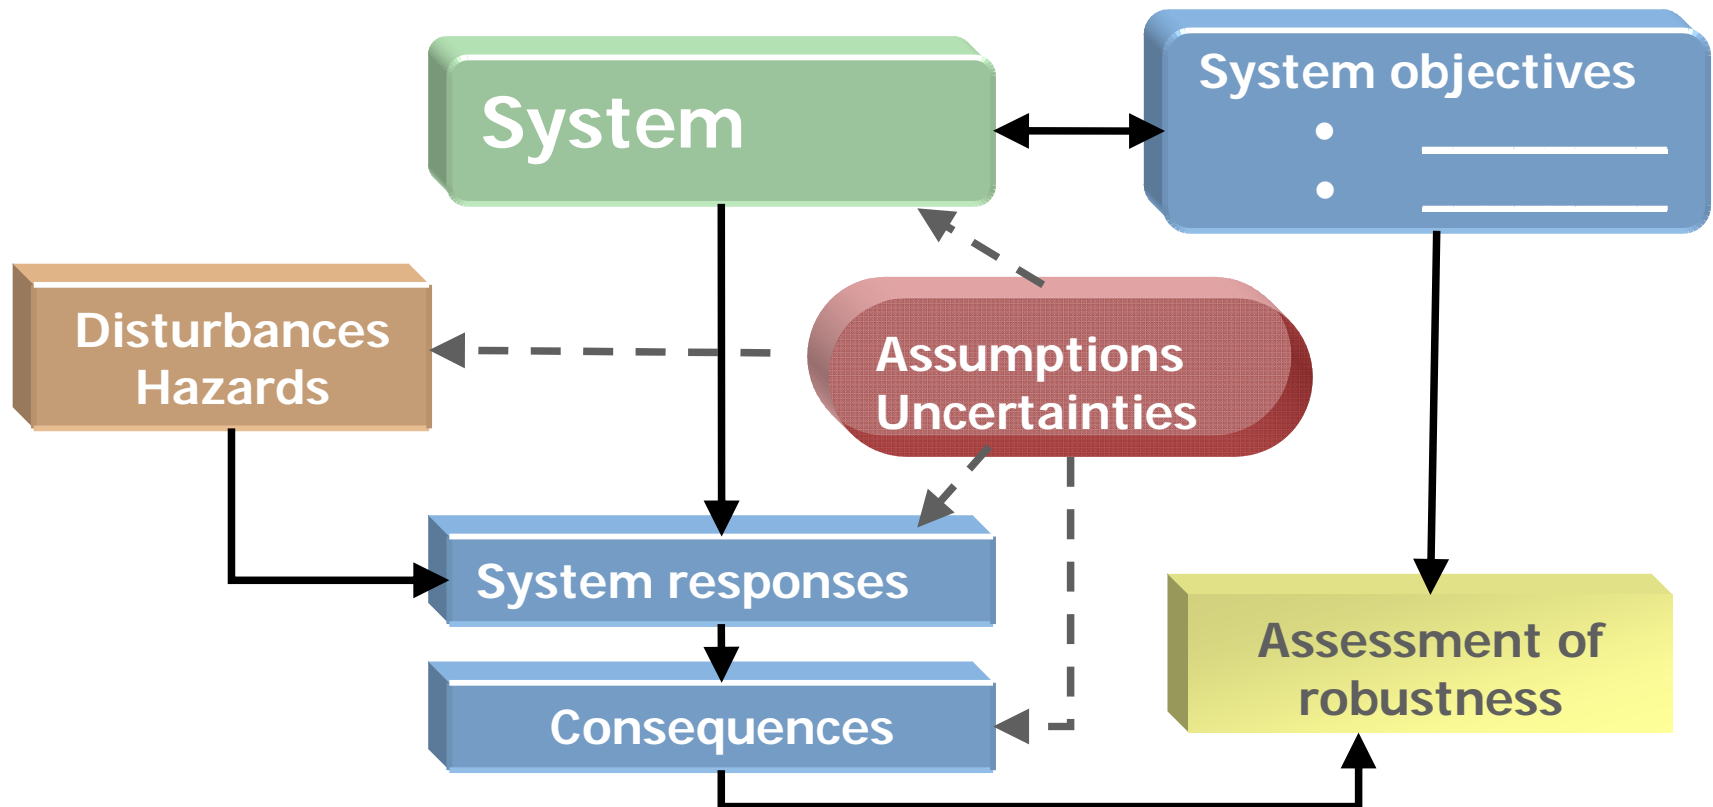 System
System objectives
•
•
Disturbances
Hazards
Assumptions
Uncertainties
System responses
Assessment of
robustness
Consequences